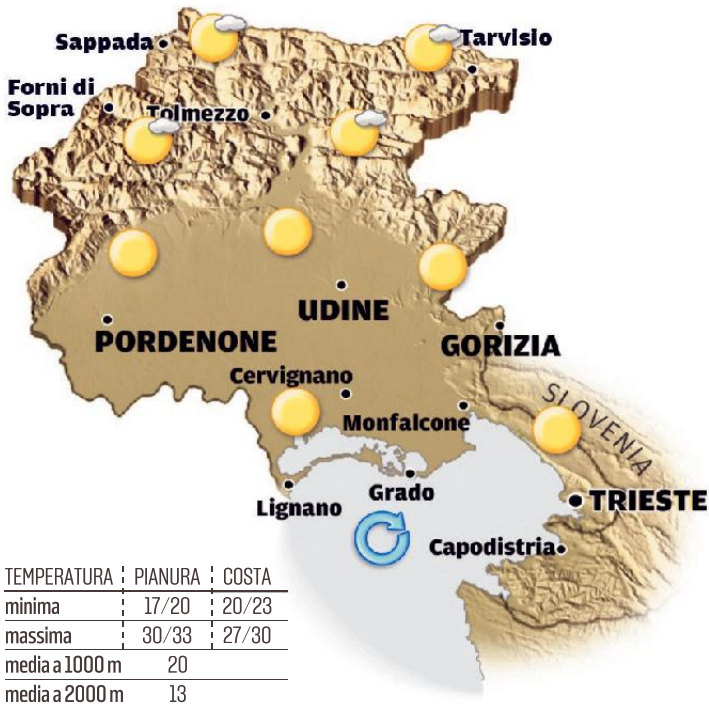 Sappada
Tarvisio
Forni di
Sopra
Tolmezzo
UDINE
PORDENONE
GORIZIA
Cervignano
SLOVENIA
Monfalcone
Grado
Lignano
TRIESTE
Capodistria
TEMPERATURA PIANURA COSTA
minima 17/20 20/23
massima 30/33 27/30
media a 1000 m 20
media a 2000 m 13